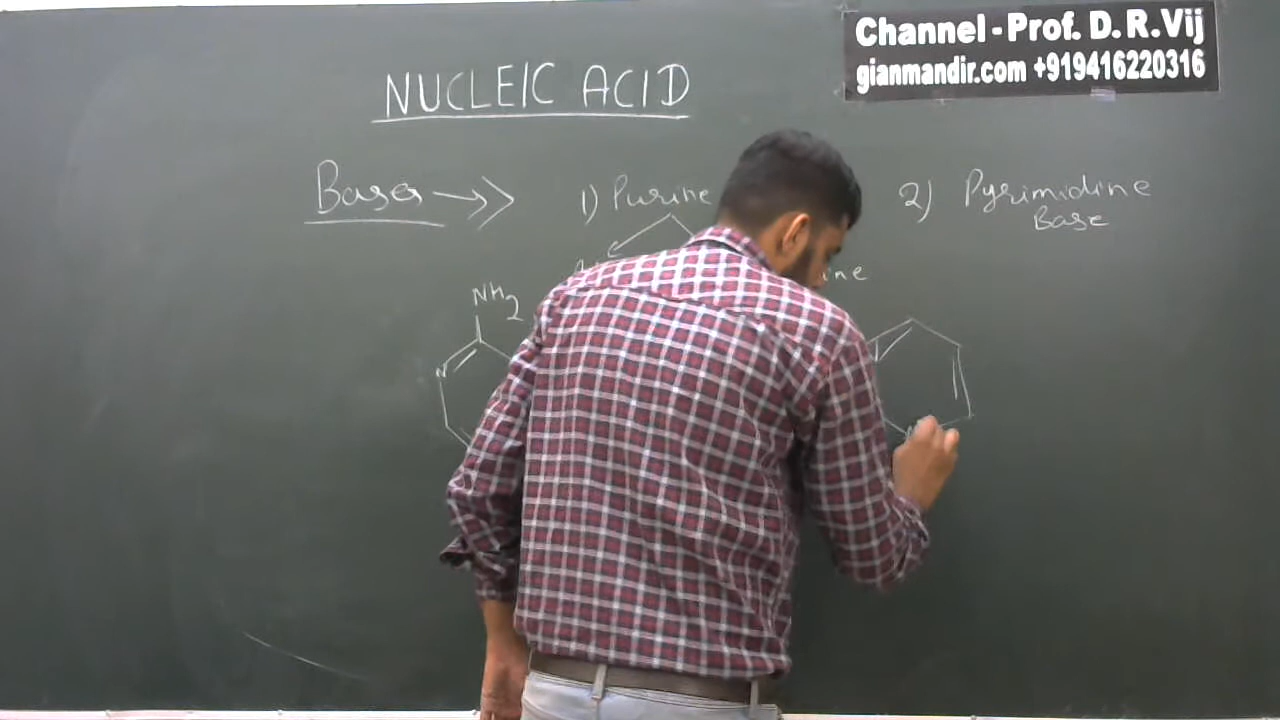 Channel - Prof. D. R. Vij
gianmandir.com +919416220316
NUCLEIC ACID
Bases
1) Purine
2) Pyrimidine
Base
NH2
N